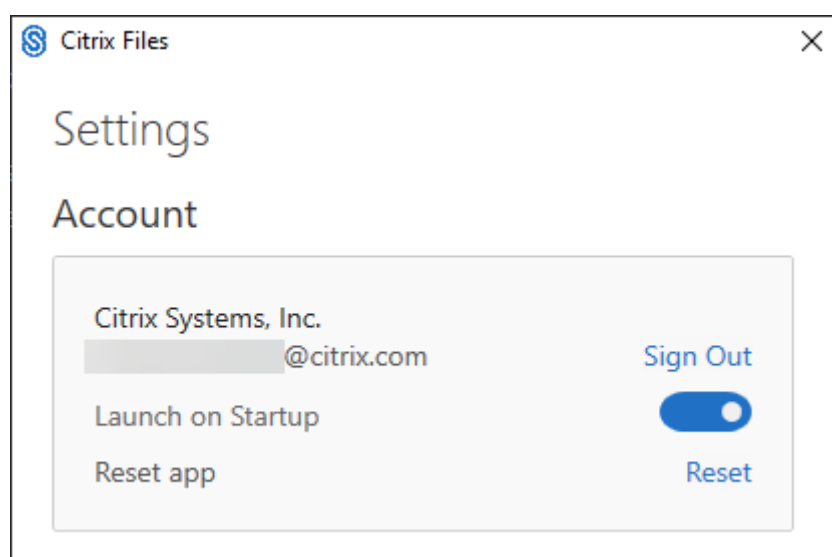 Citrix Files
Settings
Account
Citrix Systems, Inc.
@citrix.com Sign Out
Launch on Startup
Reset app Reset